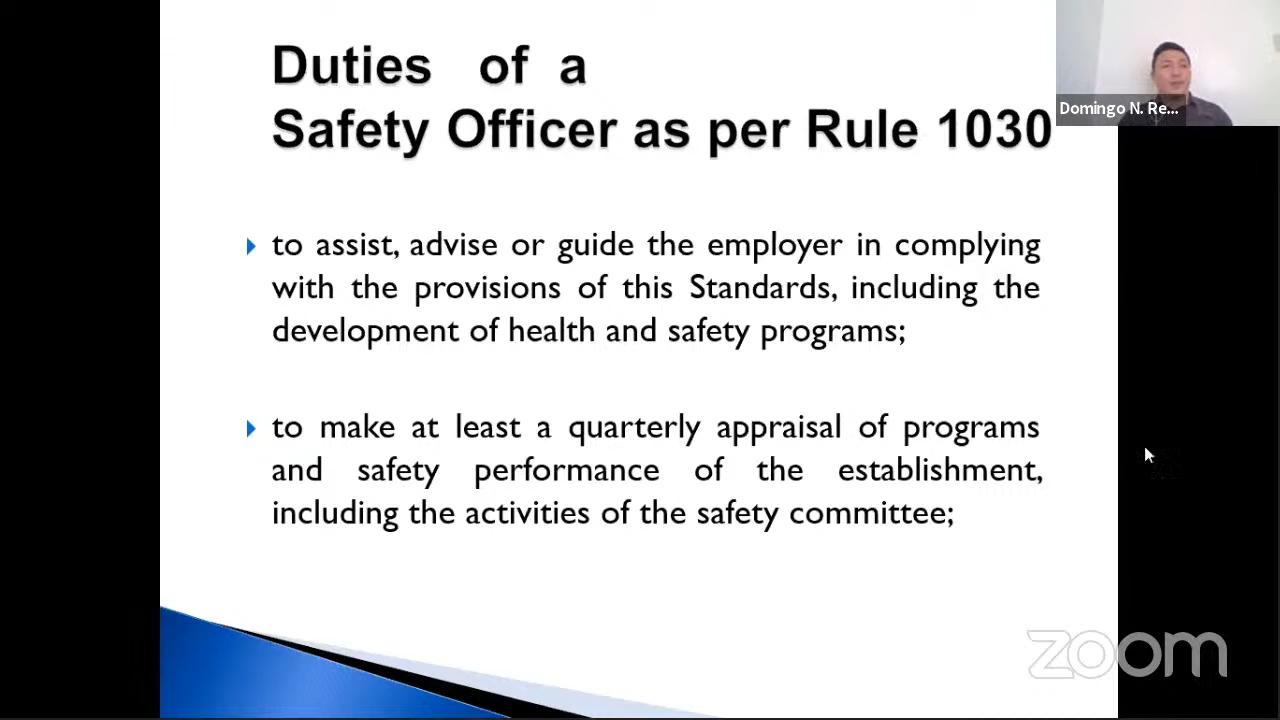 Duties of a
Safety Officer as per Rule 1030
Domingo N. Re...
to assist, advise or guide the employer in complying
with the provisions of this Standards, including the
development of health and safety programs;
to make at least a quarterly appraisal of programs
and safety performance of the establishment,
including the activities of the safety committee;
zoom